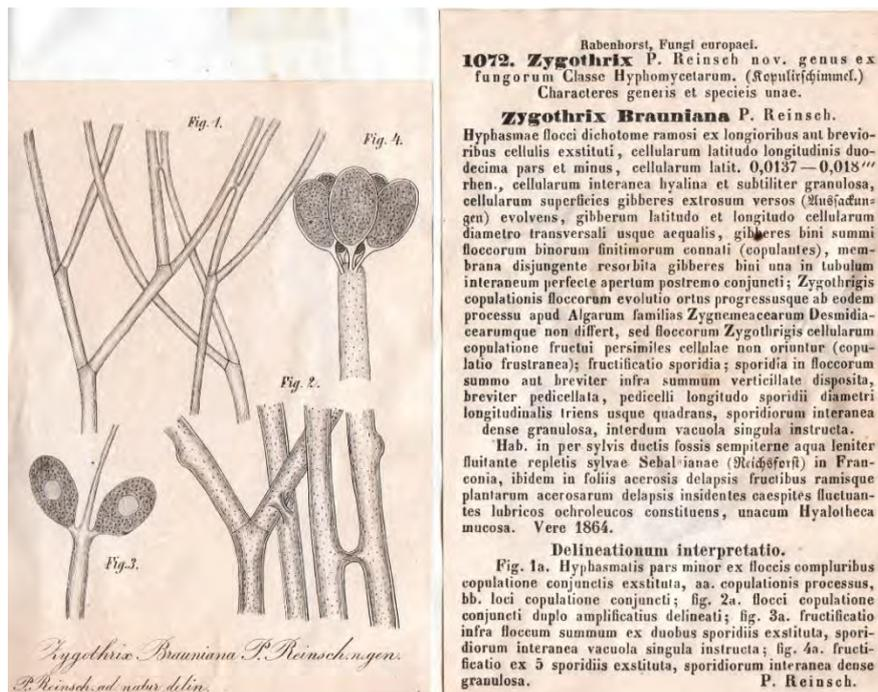 Fig. 1.
Fig. 4.
Fig. 2.
Fig. 3.
Zygothrix Brauniana P. Reinsch. n. gen.
P. Reinsch. ad natur delin.
Rabenhorst, Fungi europaei.
1072. Zygothrix P. Reinsch nov. genus ex
fungorum Classe Hyphomycetarum. (Kopulirschimmel.)
Characteres generis et specieis unae.
Zygothrix Brauniana P. Reinsch.
Hyphasmae flocci dichotome ramosi ex longioribus aut brevio-
ribus cellulis exstituti, cellularum latitudo longitudinis duo-
decima pars et minus, cellularum latit. 0,0137—0,018'''
rhen., cellularum interanea hyalina et subtiliter granulosa,
cellularum superficies gibberes extrosum versos (Aussackun=
gen) evolvens, gibberum latitudo et longitudo cellularum
diametro transversali usque aequalis, gibberes bini summi
floccorum binorum finitimorum connati (copulantes), mem-
brana disjungente resorbita gibberes bini una in tubulum
interaneum perfecte apertum postremo conjuncti; Zygothrigis
copulationis floccorum evolutio ortus progressusque ab eodem
processu apud Algarum familias Zygnemeacearum Desmidia-
cearumque non differt, sed floccorum Zygothrigis cellularum
copulatione fructui persimiles cellulae non oriuntur (copu-
latio frustranea); fructificatio sporidia; sporidia in floccorum
summo aut breviter infra summum verticillate disposita,
breviter pedicellata, pedicelli longitudo sporidii diametri
longitudinalis triens usque quadrans, sporidiorum interanea
dense granulosa, interdum vacuola singula instructa.
Hab. in per sylvis ductis fossis sempiterne aqua leniter
fluitante repletis sylvae Sebal ianae (Reichsforst) in Fran-
conia, ibidem in foliis acerosis delapsis fructibus ramisque
plantarum acerosarum delapsis insidentes caespites fluctuan-
tes lubricos ochroleucos constituens, unacum Hyalotheca
mucosa. Vere 1864.
Delineationum interpretatio.
Fig. 1a. Hyphasmatis pars minor ex floccis compluribus
copulatione conjunctis exstituta, aa. copulationis processus,
bb. loci copulatione conjuncti; fig. 2a. flocci copulatione
conjuncti duplo amplificatius delineati; fig. 3a. fructificatio
infra floccum summum ex duobus sporidiis exstituta, spori-
diorum interanea vacuola singula instructa; fig. 4a. fructi-
ficatio ex 5 sporidiis exstituta, sporidiorum interanea dense
granulosa. P. Reinsch.